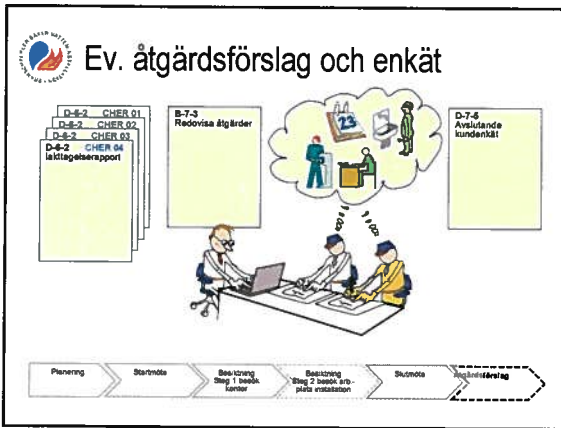 Ev. åtgärdsförslag och enkät
D-6-2 CHER 01
D-6-2 CHER 02
D-6-2 CHER 03
D-6-2 CHER 04
Iakttagelserapport
B-7-3
Redovisa åtgärder
23
D-7-5
Avslutande
kundenkät
Planering
Startmöte
Besiktning
Steg 1 besök
kontor
Besiktning
Steg 2 besök arb-
plats installation
Slutmöte
Åtgärdsförslag